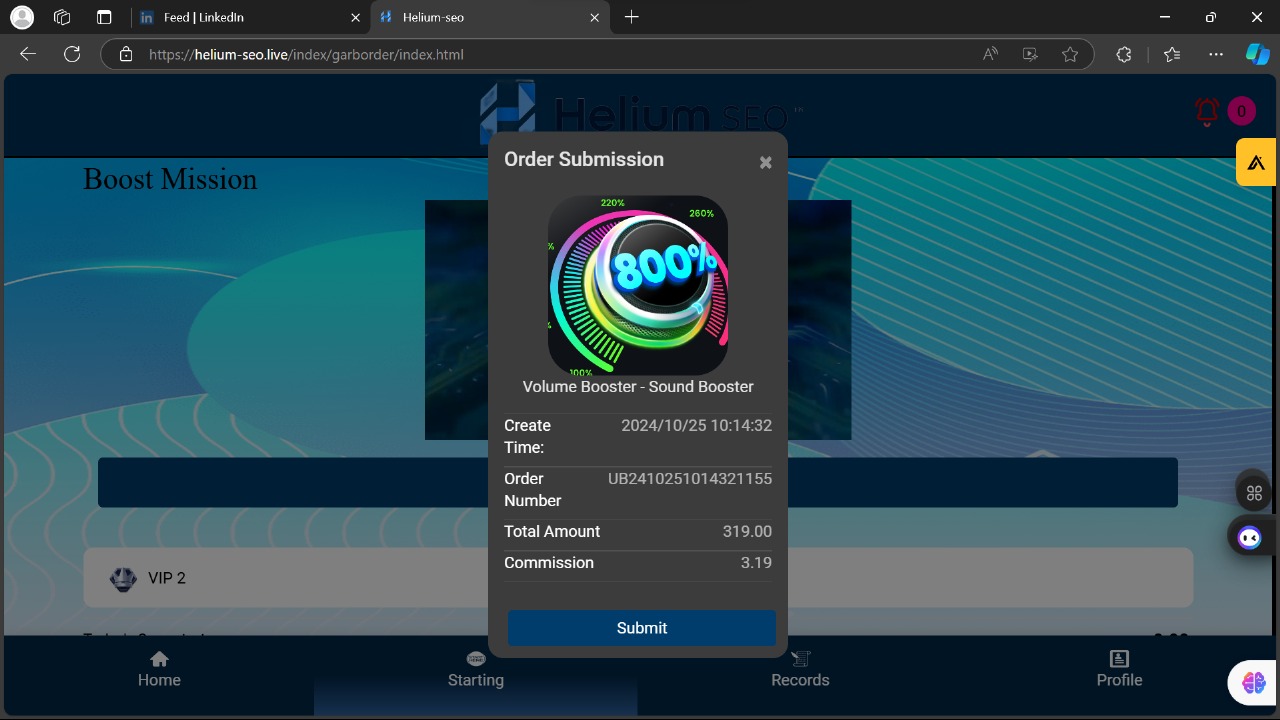 Feed | LinkedIn
Helium-seo
https://helium-seo.live/index/garborder/index.html
Helium SEO
0
Boost Mission
Order Submission
220%
260%
800%
100%
Volume Booster - Sound Booster
Create Time: 2024/10/25 10:14:32
Order Number UB2410251014321155
Total Amount 319.00
Commission 3.19
VIP 2
Submit
Home
Starting
Records
Profile